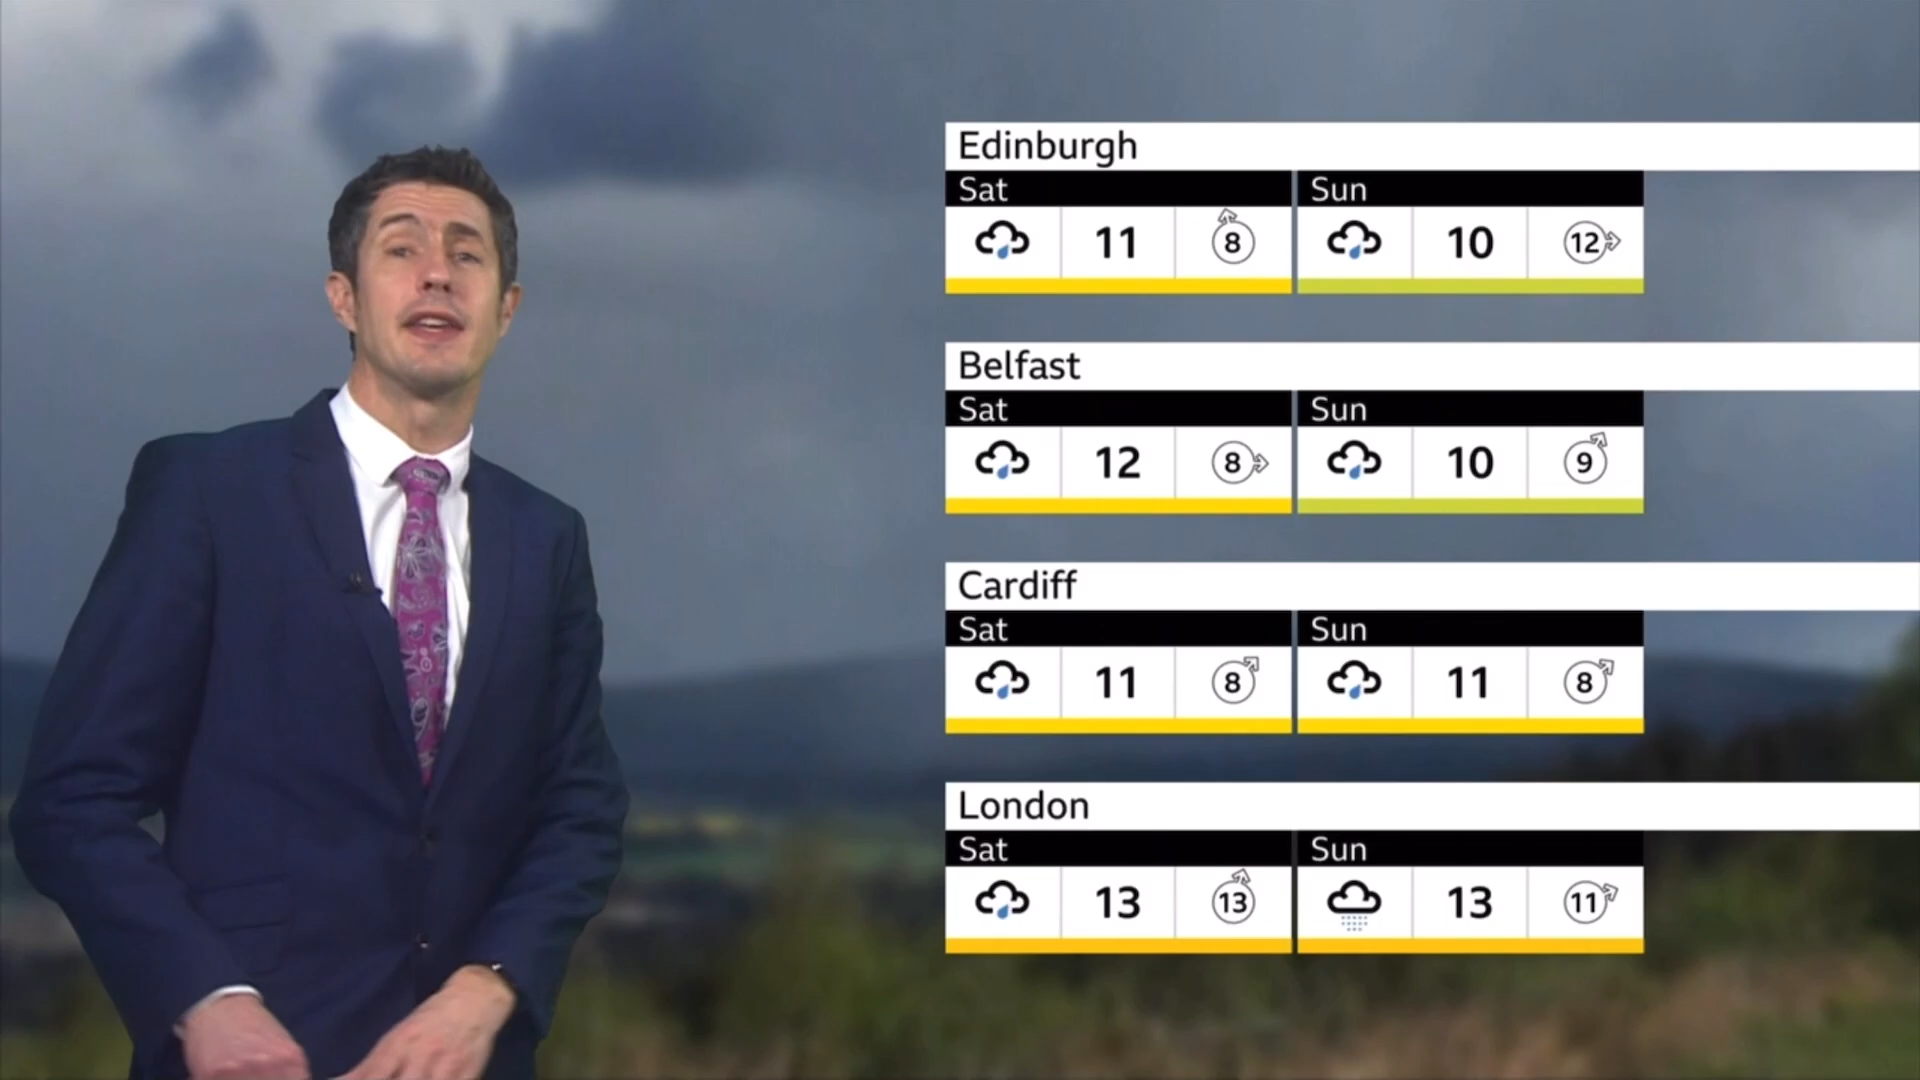 Edinburgh
Sat Sun
11 8 10 12
Belfast
Sat Sun
12 8 10 9
Cardiff
Sat Sun
11 8 11 8
London
Sat Sun
13 13 13 11